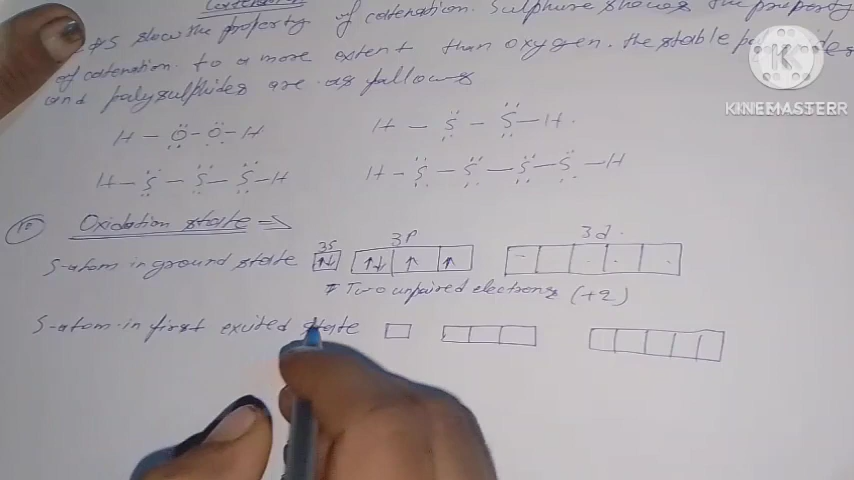 #S show the property of catenation. Sulphure shows the property
of catenation to a more extent than oxygen. the stable
and polysulphides are as follows
H - O - O - H
H - S - S - H.
H - S - S - S - H
H - S - S - S - S - H
10 Oxidation state ⇒
3S 3P 3d
S-atom in ground state ↑↓ ↑↓ ↑ ↑
Two unpaired electrons (+2)
S-atom in first exited state
K
KINEMASTER